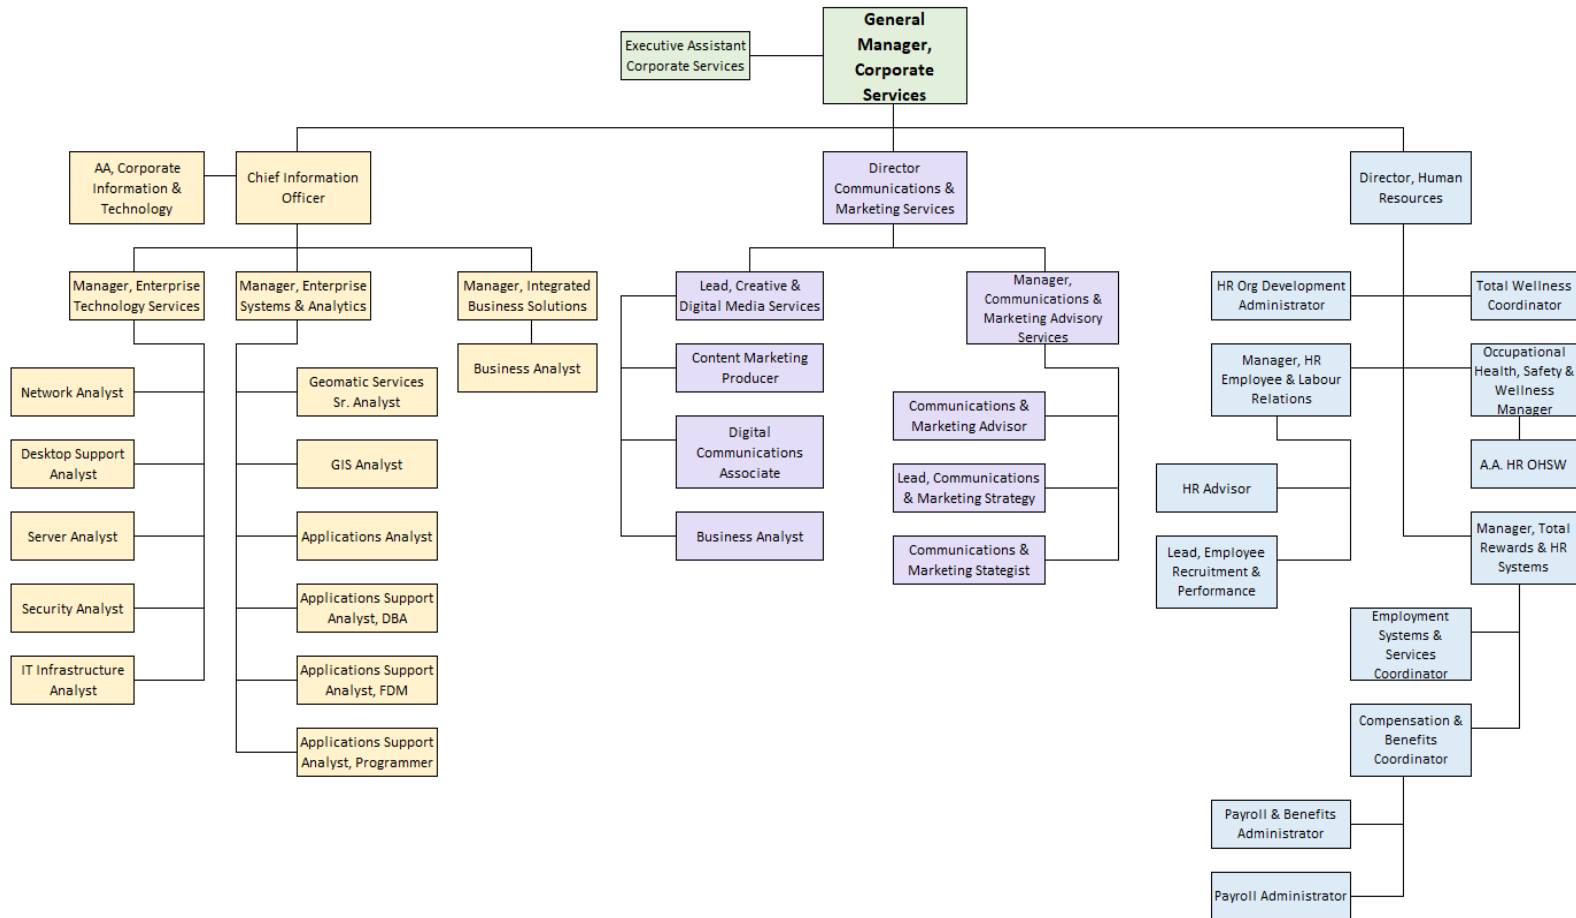 General
Manager,
Corporate
Services
Executive Assistant
Corporate Services
AA, Corporate
Information &
Technology
Chief Information
Officer
Director
Communications &
Marketing Services
Director, Human
Resources
Manager, Enterprise
Technology Services
Manager, Enterprise
Systems & Analytics
Manager, Integrated
Business Solutions
Lead, Creative &
Digital Media Services
Manager,
Communications &
Marketing Advisory
Services
HR Org Development
Administrator
Total Wellness
Coordinator
Network Analyst
Desktop Support
Analyst
Server Analyst
Security Analyst
IT Infrastructure
Analyst
Geomatic Services
Sr. Analyst
GIS Analyst
Applications Analyst
Applications Support
Analyst, DBA
Applications Support
Analyst, FDM
Applications Support
Analyst, Programmer
Business Analyst
Content Marketing
Producer
Digital
Communications
Associate
Business Analyst
Communications &
Marketing Advisor
Lead, Communications
& Marketing Strategy
Communications &
Marketing Stategist
Manager, HR
Employee & Labour
Relations
Occupational
Health, Safety &
Wellness
Manager
A.A. HR OHSW
HR Advisor
Lead, Employee
Recruitment &
Performance
Manager, Total
Rewards & HR
Systems
Employment
Systems &
Services
Coordinator
Compensation &
Benefits
Coordinator
Payroll & Benefits
Administrator
Payroll Administrator